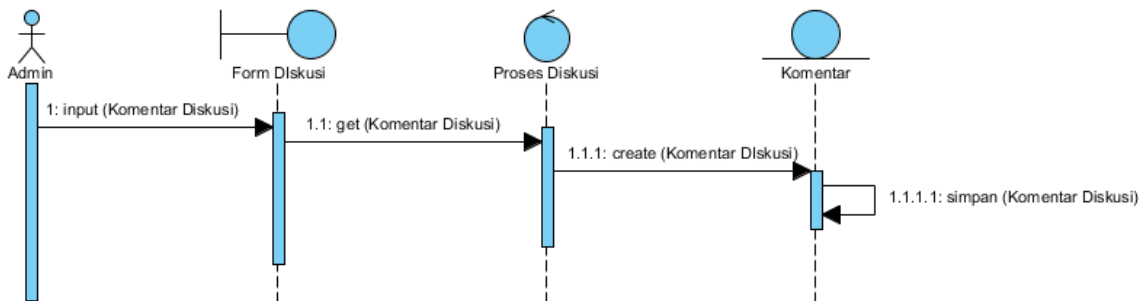 Admin
Form DIskusi
Proses Diskusi
Komentar
1: input (Komentar Diskusi)
1.1: get (Komentar Diskusi)
1.1.1: create (Komentar DIskusi)
1.1.1.1: simpan (Komentar Diskusi)